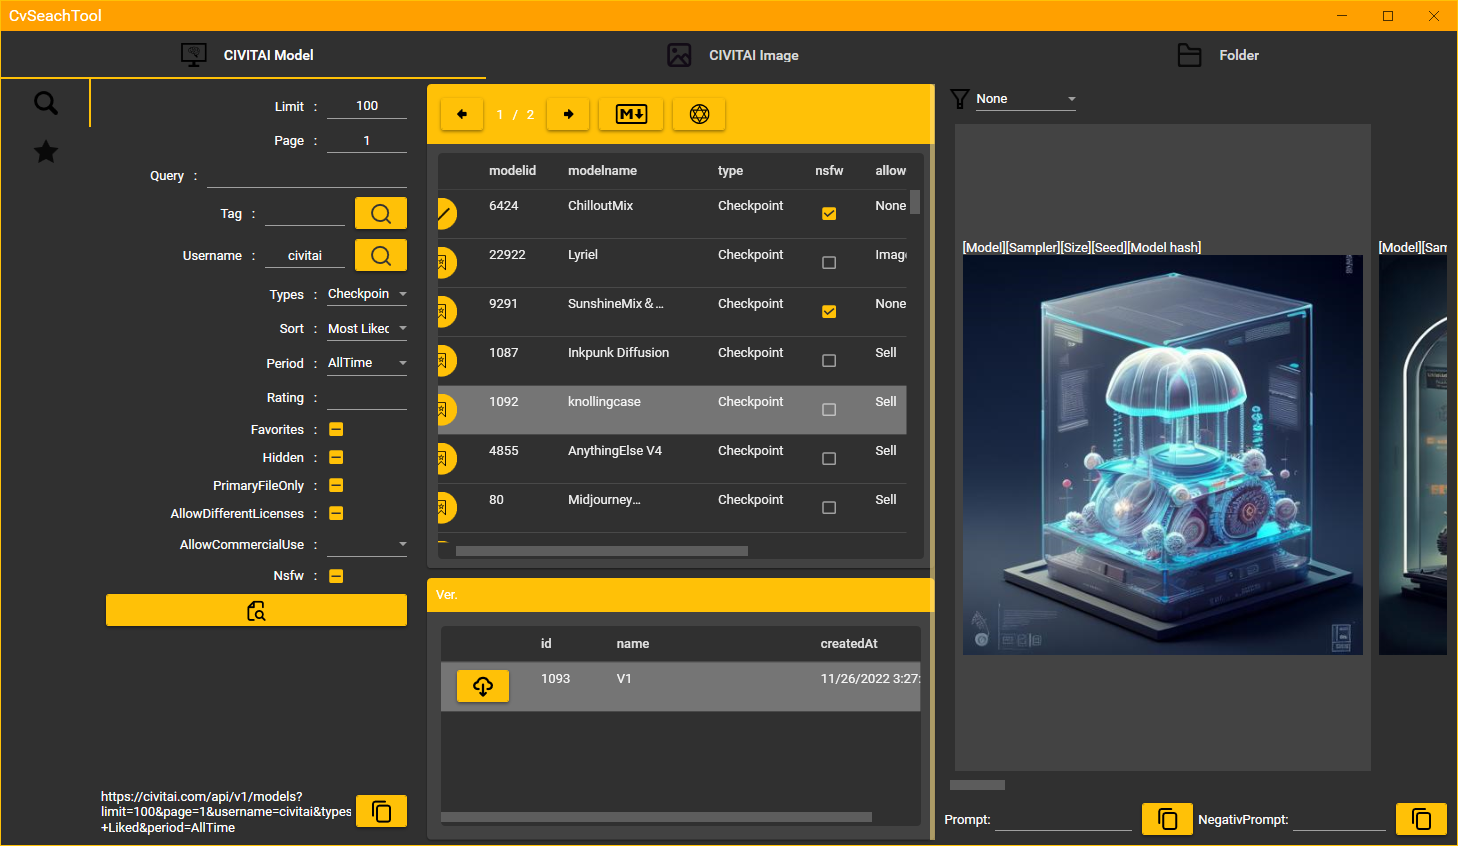 CvSeachTool
CIVITAI Model
CIVITAI Image
Folder
Limit : 100
Page : 1
Query :
Tag :
Username : civitai
Types : Checkpoin
Sort : Most Liked
Period : AllTime
Rating :
Favorites :
Hidden :
PrimaryFileOnly :
AllowDifferentLicenses :
AllowCommercialUse :
Nsfw :
https://civitai.com/api/v1/models?
limit=100&page=1&username=civitai&types
+Liked&period=AllTime
1 / 2
M
modelid modelname type nsfw allow
6424 ChilloutMix Checkpoint None
22922 Lyriel Checkpoint Imag
9291 SunshineMix & ... Checkpoint None
1087 Inkpunk Diffusion Checkpoint Sell
1092 knollingcase Checkpoint Sell
4855 AnythingElse V4 Checkpoint Sell
80 Midjourney... Checkpoint Sell
Ver.
id name createdAt
1093 V1 11/26/2022 3:27:
None
[Model][Sampler][Size][Seed][Model hash]
[Model][Sam
Prompt:
NegativPrompt: